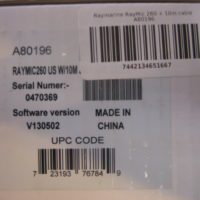 Raymarine RayMic 260 + 10m cable
A80196
7442134651667
A80196
RAYMIC260 US W/10M
Serial Number:-
0470369
Software version
V130502
MADE IN
CHINA
UPC CODE
7 23193 76784 9